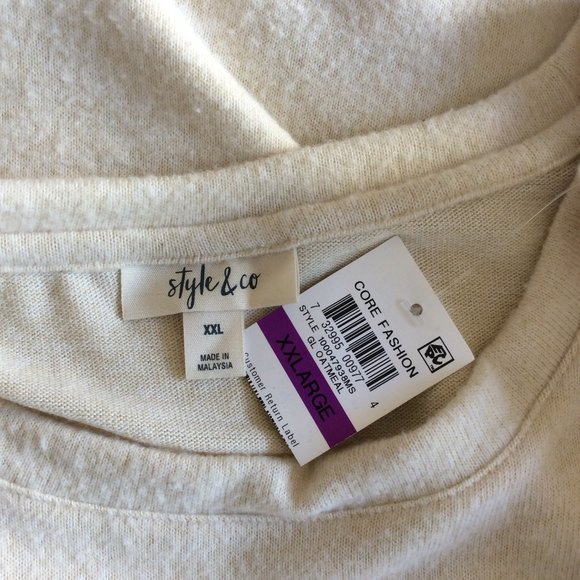 style & co
XXL
MADE IN
MALAYSIA
CORE FASHION
7 32995 00977 4
STYLE 100047938MS
GL OATMEAL
XXLARGE
Customer Return Label